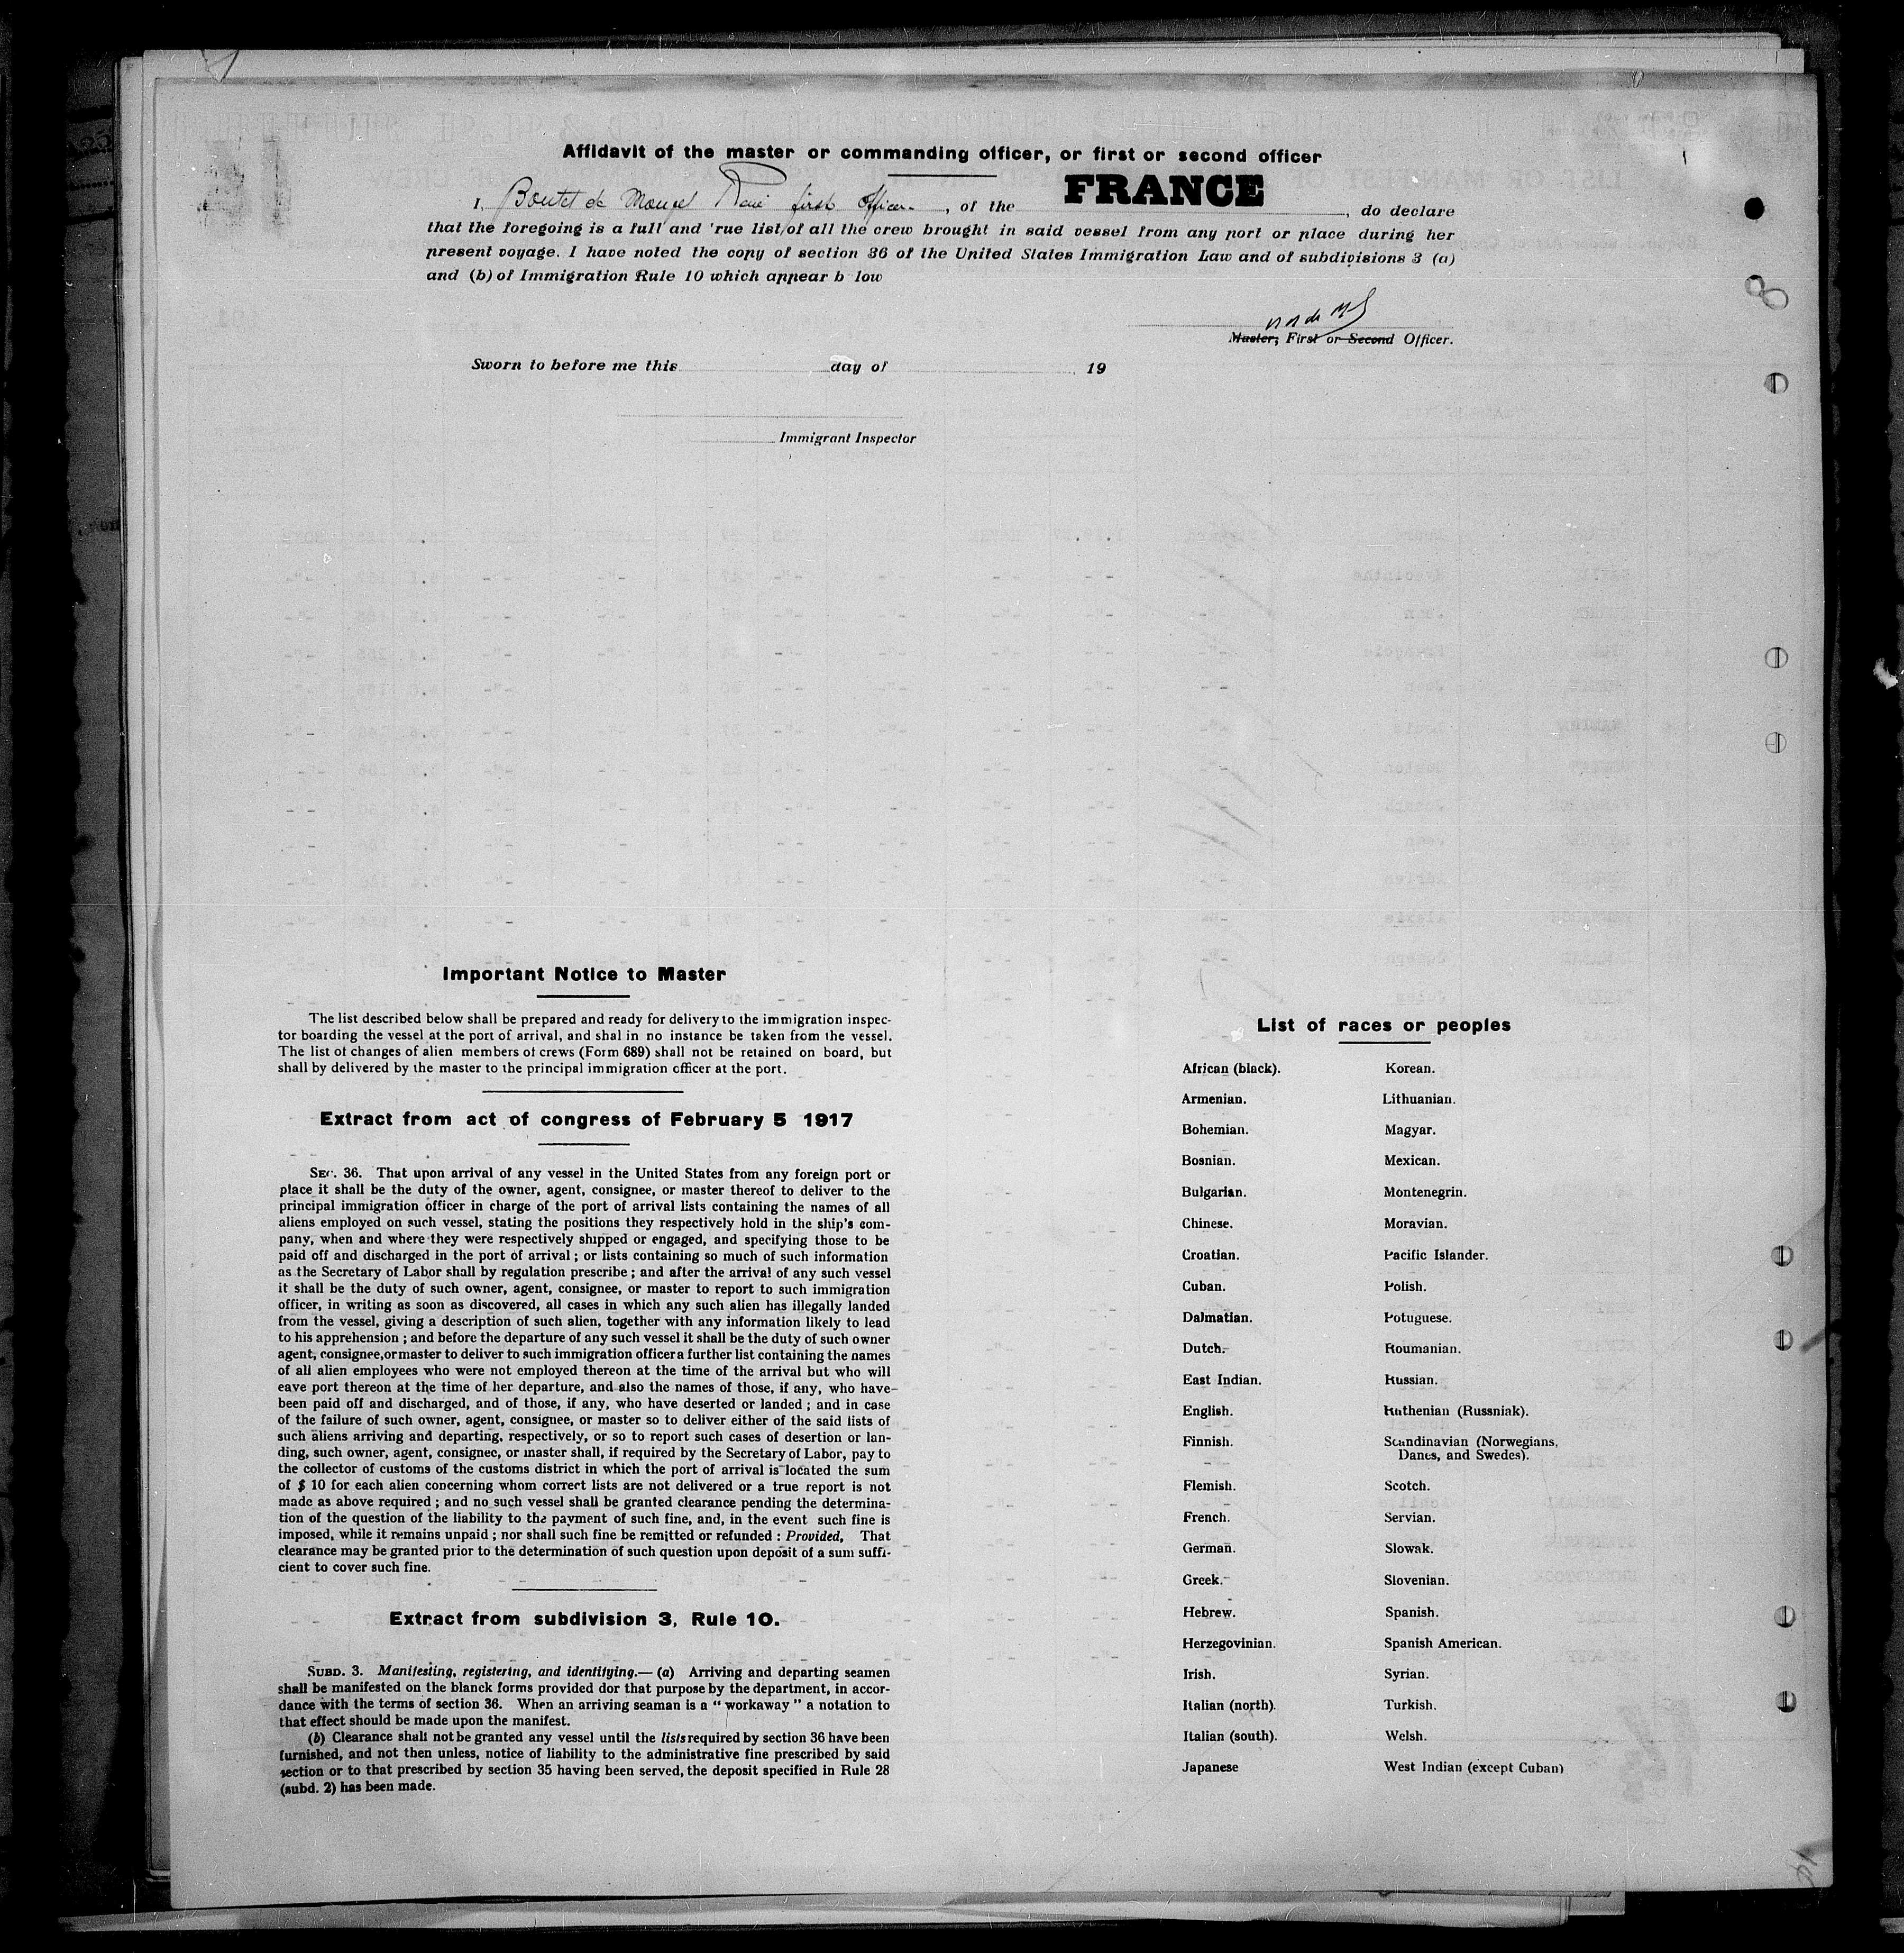 Affidavit of the master or commanding officer, or first or second officer
I, Boutet de Monvel René first officer, of the FRANCE, do declare
that the foregoing is a full and 'rue list of all the crew brought in said vessel from any port or place during her
present voyage. I have noted the copy of section 36 of the United States Immigration Law and of subdivisions 3 (a)
and (b) of Immigration Rule 10 which appear b low
Master, First or Second Officer.
Sworn to before me this day of 19
Immigrant Inspector
Important Notice to Master
The list described below shall be prepared and ready for delivery to the immigration inspec-
tor boarding the vessel at the port of arrival, and shal in no instance be taken from the vessel.
The list of changes of alien members of crews (Form 689) shall not be retained on board, but
shall by delivered by the master to the principal immigration officer at the port.
Extract from act of congress of February 5 1917
SEC. 36. That upon arrival of any vessel in the United States from any foreign port or
place it shall be the duty of the owner, agent, consignee, or master thereof to deliver to the
principal immigration officer in charge of the port of arrival lists containing the names of all
aliens employed on such vessel, stating the positions they respectively hold in the ship's com-
pany, when and where they were respectively shipped or engaged, and specifying those to be
paid off and discharged in the port of arrival ; or lists containing so much of such information
as the Secretary of Labor shall by regulation prescribe ; and after the arrival of any such vessel
it shall be the duty of such owner, agent, consignee, or master to report to such immigration
officer, in writing as soon as discovered, all cases in which any such alien has illegally landed
from the vessel, giving a description of such alien, together with any information likely to lead
to his apprehension ; and before the departure of any such vessel it shall be the duty of such owner
agent, consignee,ormaster to deliver to such immigration officera further list containing the names
of all alien employees who were not employed thereon at the time of the arrival but who will
eave port thereon at the time of her departure, and also the names of those, if any, who have
been paid off and discharged, and of those, if any, who have deserted or landed ; and in case
of the failure of such owner, agent, consignee, or master so to deliver either of the said lists of
such aliens arriving and departing, respectively, or so to report such cases of desertion or lan-
ding, such owner, agent, consignee, or master shall, if required by the Secretary of Labor, pay to
the collector of customs of the customs district in which the port of arrival is located the sum
of $ 10 for each alien concerning whom correct lists are not delivered or a true report is not
made as above required ; and no such vessel shall be granted clearance pending the determina-
tion of the question of the liability to the payment of such fine, and, in the event such fine is
imposed, while it remains unpaid ; nor shall such fine be remitted or refunded : Provided, That
clearance may be granted prior to the determination of such question upon deposit of a sum suffi-
cient to cover such fine.
Extract from subdivision 3, Rule 10.
SUBD. 3. Manifesting, registering, and identifying.— (a) Arriving and departing seamen
shall be manifested on the blanck forms provided dor that purpose by the department, in accor-
dance with the terms of section 36. When an arriving seaman is a “ workaway ” a notation to
that effect should be made upon the manifest.
(b) Clearance shall not be granted any vessel until the lists required by section 36 have been
furnished, and not then unless, notice of liability to the administrative fine prescribed by said
section or to that prescribed by section 35 having been served, the deposit specified in Rule 28
(subd. 2) has been made.
List of races or peoples
African (black). Korean.
Armenian. Lithuanian.
Bohemian. Magyar.
Bosnian. Mexican.
Bulgarian. Montenegrin.
Chinese. Moravian.
Croatian. Pacific Islander.
Cuban. Polish.
Dalmatian. Potuguese.
Dutch. Roumanian.
East Indian. Russian.
English. Ruthenian (Russniak).
Finnish. Scandinavian (Norwegians,
Danes, and Swedes).
Flemish. Scotch.
French. Servian.
German. Slowak.
Greek. Slovenian.
Hebrew. Spanish.
Herzegovinian. Spanish American.
Irish. Syrian.
Italian (north). Turkish.
Italian (south). Welsh.
Japanese West Indian (except Cuban)